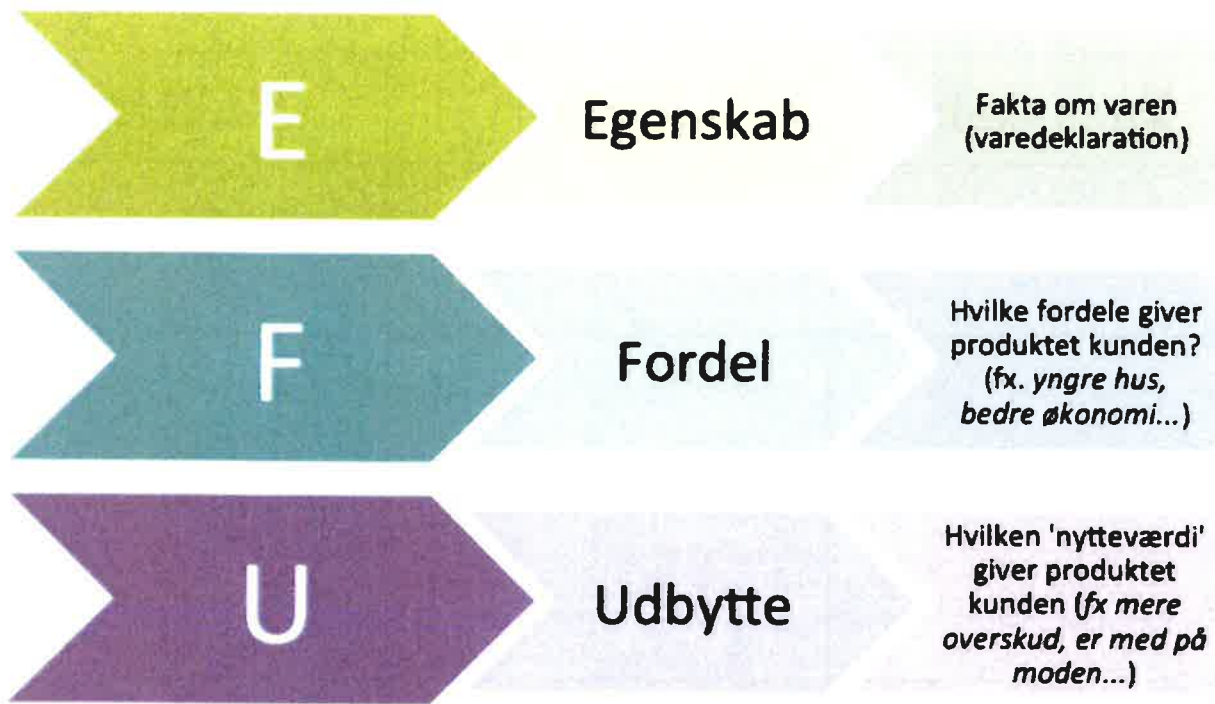 E
Egenskab
Fakta om varen
(varedeklaration)
F
Fordel
Hvilke fordele giver
produktet kunden?
(fx. yngre hus,
bedre økonomi...)
U
Udbytte
Hvilken 'nytteværdi'
giver produktet
kunden (fx mere
overskud, er med på
moden...)